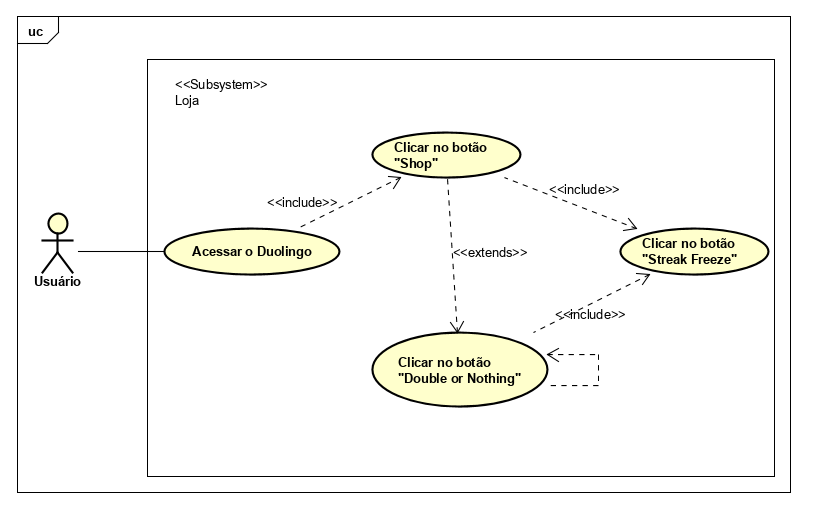 uc
<<Subsystem>>
Loja
Clicar no botão
"Shop"
<<include>>
<<include>>
Usuário
Acessar o Duolingo
<<extends>>
Clicar no botão
"Streak Freeze"
<<include>>
Clicar no botão
"Double or Nothing"